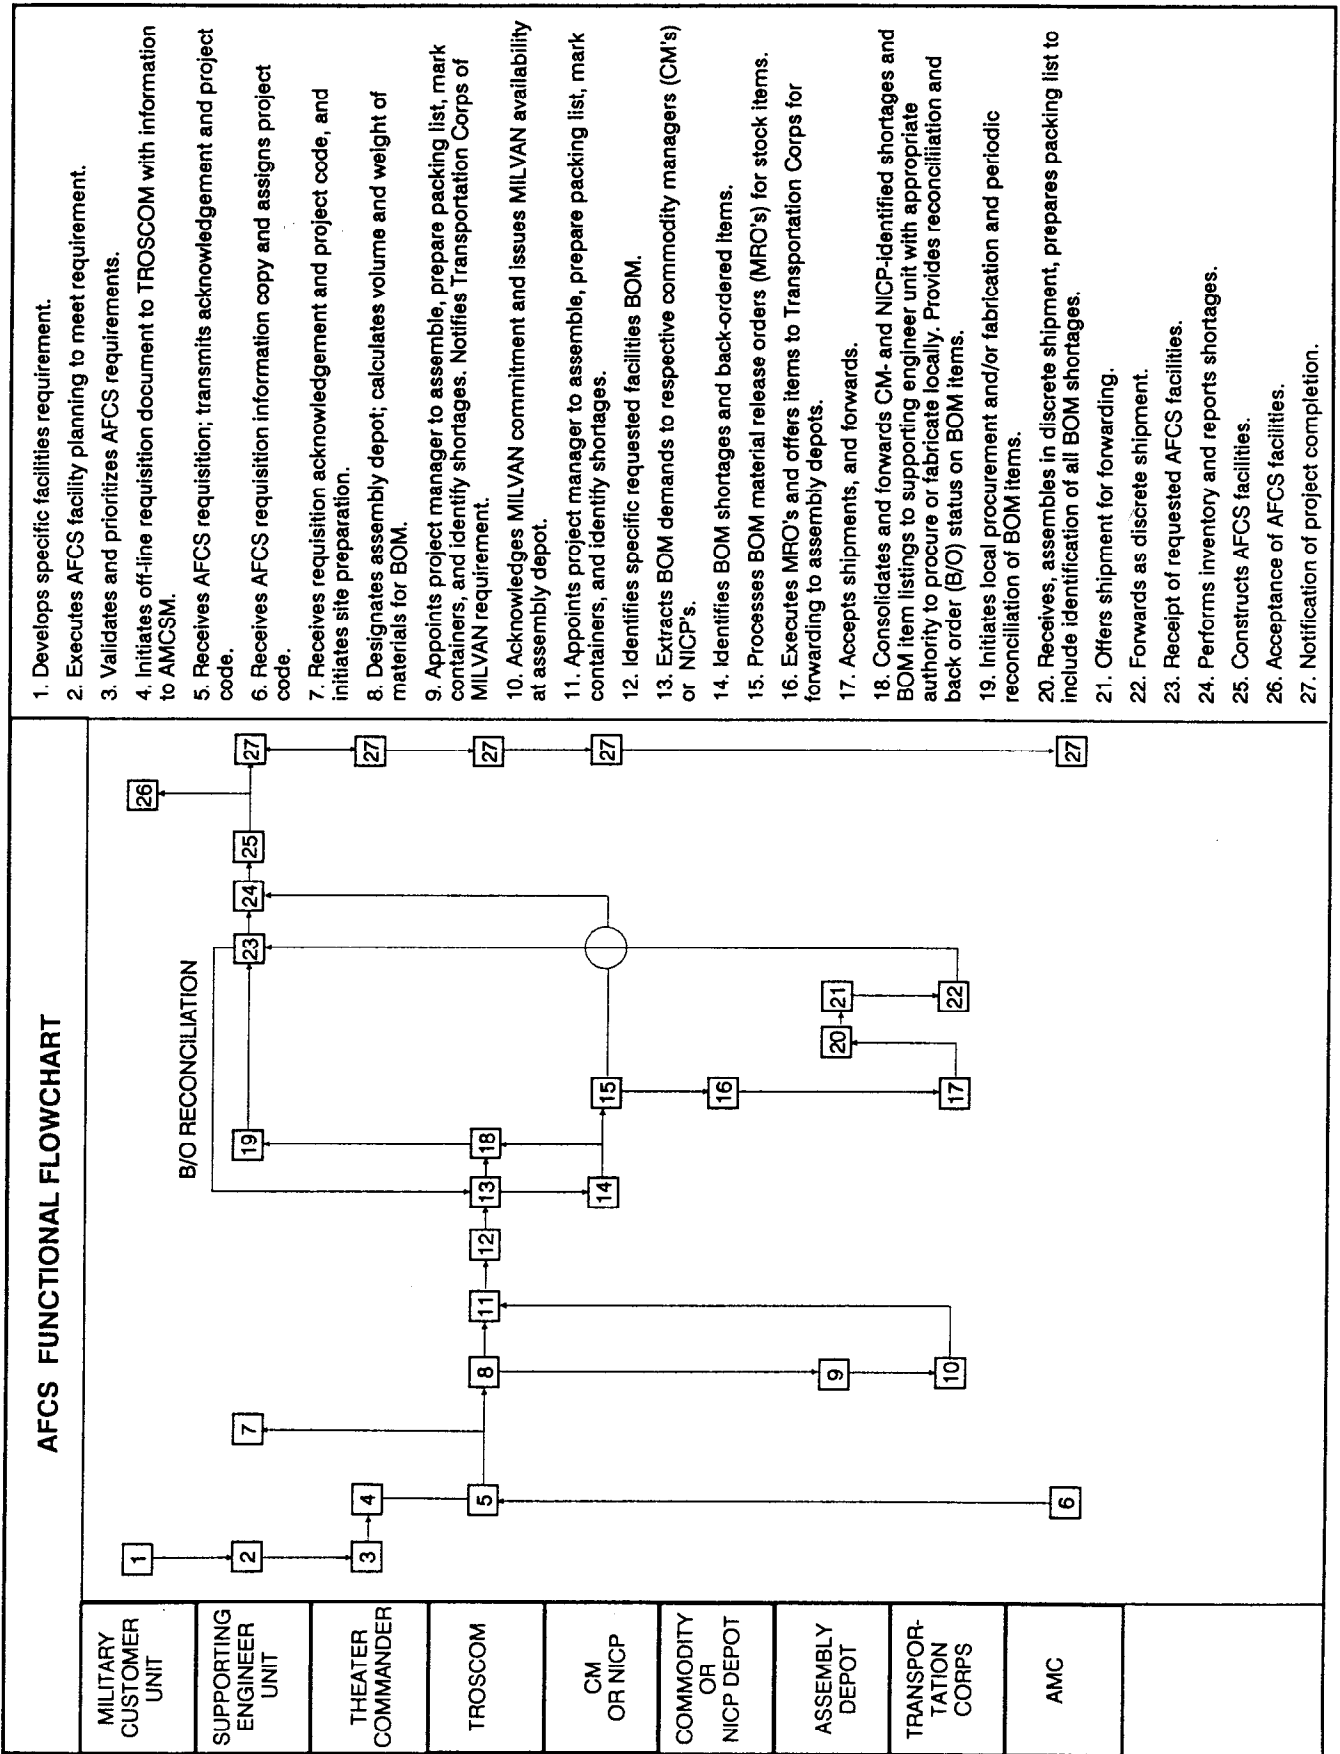 AFCS FUNCTIONAL FLOWCHART
MILITARY
CUSTOMER
UNIT
SUPPORTING
ENGINEER
UNIT
THEATER
COMMANDER
TROSCOM
CM
OR NICP
COMMODITY
OR
NICP DEPOT
ASSEMBLY
DEPOT
TRANSPOR-
TATION
CORPS
AMC
1
26
2
7
19
B/O RECONCILIATION
23
24
25
27
3
4
27
5
8
11
12
13
18
27
14
15
27
16
9
20
21
10
17
22
6
27
1. Develops specific facilities requirement.
2. Executes AFCS facility planning to meet requirement.
3. Validates and prioritizes AFCS requirements.
4. Initiates off-line requisition document to TROSCOM with information
to AMCSM.
5. Receives AFCS requisition; transmits acknowledgement and project
code.
6. Receives AFCS requisition information copy and assigns project
code.
7. Receives requisition acknowledgement and project code, and
initiates site preparation.
8. Designates assembly depot; calculates volume and weight of
materials for BOM.
9. Appoints project manager to assemble, prepare packing list, mark
containers, and identify shortages. Notifies Transportation Corps of
MILVAN requirement.
10. Acknowledges MILVAN commitment and issues MILVAN availability
at assembly depot.
11. Appoints project manager to assemble, prepare packing list, mark
containers, and identify shortages.
12. Identifies specific requested facilities BOM.
13. Extracts BOM demands to respective commodity managers (CM's)
or NICP's.
14. Identifies BOM shortages and back-ordered items.
15. Processes BOM material release orders (MRO's) for stock items.
16. Executes MRO's and offers items to Transportation Corps for
forwarding to assembly depots.
17. Accepts shipments, and forwards.
18. Consolidates and forwards CM- and NICP-identified shortages and
BOM item listings to supporting engineer unit with appropriate
authority to procure or fabricate locally. Provides reconciliiation and
back order (B/O) status on BOM items.
19. Initiates local procurement and/or fabrication and periodic
reconciliation of BOM items.
20. Receives, assembles in discrete shipment, prepares packing list to
include identification of all BOM shortages.
21. Offers shipment for forwarding.
22. Forwards as discrete shipment.
23. Receipt of requested AFCS facilities.
24. Performs inventory and reports shortages.
25. Constructs AFCS facilities.
26. Acceptance of AFCS facilities.
27. Notification of project completion.